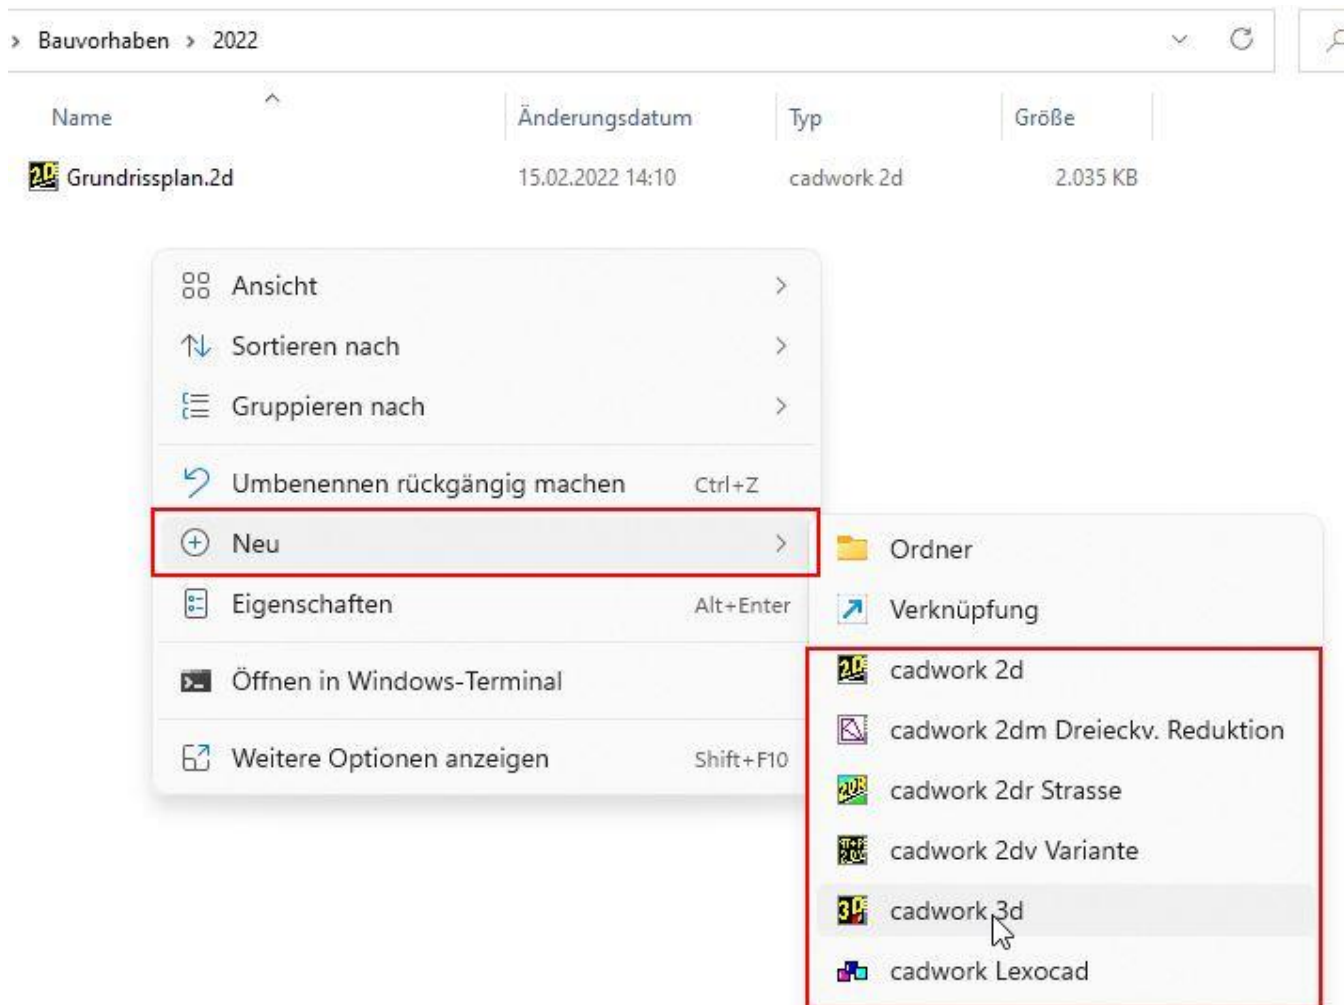 > Bauvorhaben > 2022
Name Änderungsdatum Typ Größe
Grundrissplan.2d 15.02.2022 14:10 cadwork 2d 2.035 KB
Ansicht
Sortieren nach
Gruppieren nach
Umbenennen rückgängig machen Ctrl+Z
Neu
Eigenschaften Alt+Enter
Öffnen in Windows-Terminal
Weitere Optionen anzeigen Shift+F10
Ordner
Verknüpfung
cadwork 2d
cadwork 2dm Dreieckv. Reduktion
cadwork 2dr Strasse
cadwork 2dv Variante
cadwork 3d
cadwork Lexocad